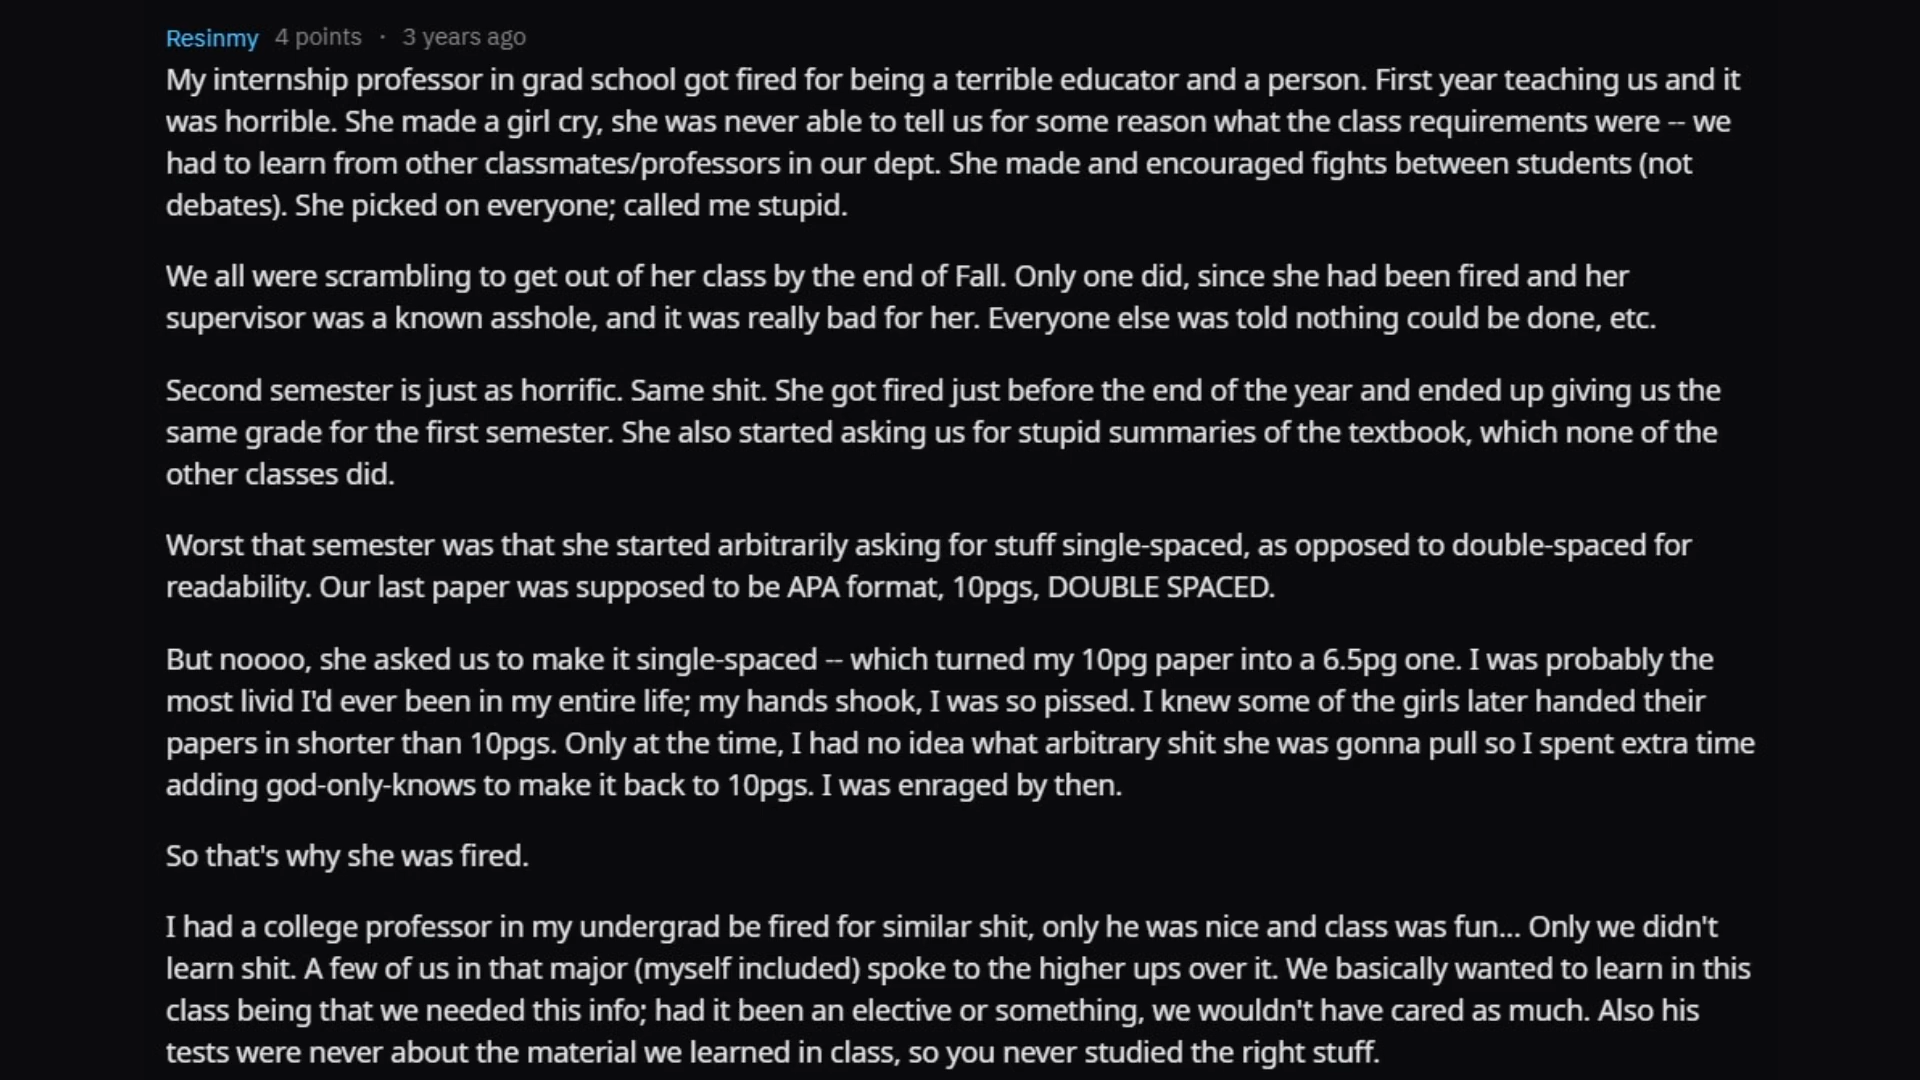 Resinmy 4 points · 3 years ago
My internship professor in grad school got fired for being a terrible educator and a person. First year teaching us and it
was horrible. She made a girl cry, she was never able to tell us for some reason what the class requirements were -- we
had to learn from other classmates/professors in our dept. She made and encouraged fights between students (not
debates). She picked on everyone; called me stupid.
We all were scrambling to get out of her class by the end of Fall. Only one did, since she had been fired and her
supervisor was a known asshole, and it was really bad for her. Everyone else was told nothing could be done, etc.
Second semester is just as horrific. Same shit. She got fired just before the end of the year and ended up giving us the
same grade for the first semester. She also started asking us for stupid summaries of the textbook, which none of the
other classes did.
Worst that semester was that she started arbitrarily asking for stuff single-spaced, as opposed to double-spaced for
readability. Our last paper was supposed to be APA format, 10pgs, DOUBLE SPACED.
But noooo, she asked us to make it single-spaced -- which turned my 10pg paper into a 6.5pg one. I was probably the
most livid I'd ever been in my entire life; my hands shook, I was so pissed. I knew some of the girls later handed their
papers in shorter than 10pgs. Only at the time, I had no idea what arbitrary shit she was gonna pull so I spent extra time
adding god-only-knows to make it back to 10pgs. I was enraged by then.
So that's why she was fired.
I had a college professor in my undergrad be fired for similar shit, only he was nice and class was fun... Only we didn't
learn shit. A few of us in that major (myself included) spoke to the higher ups over it. We basically wanted to learn in this
class being that we needed this info; had it been an elective or something, we wouldn't have cared as much. Also his
tests were never about the material we learned in class, so you never studied the right stuff.